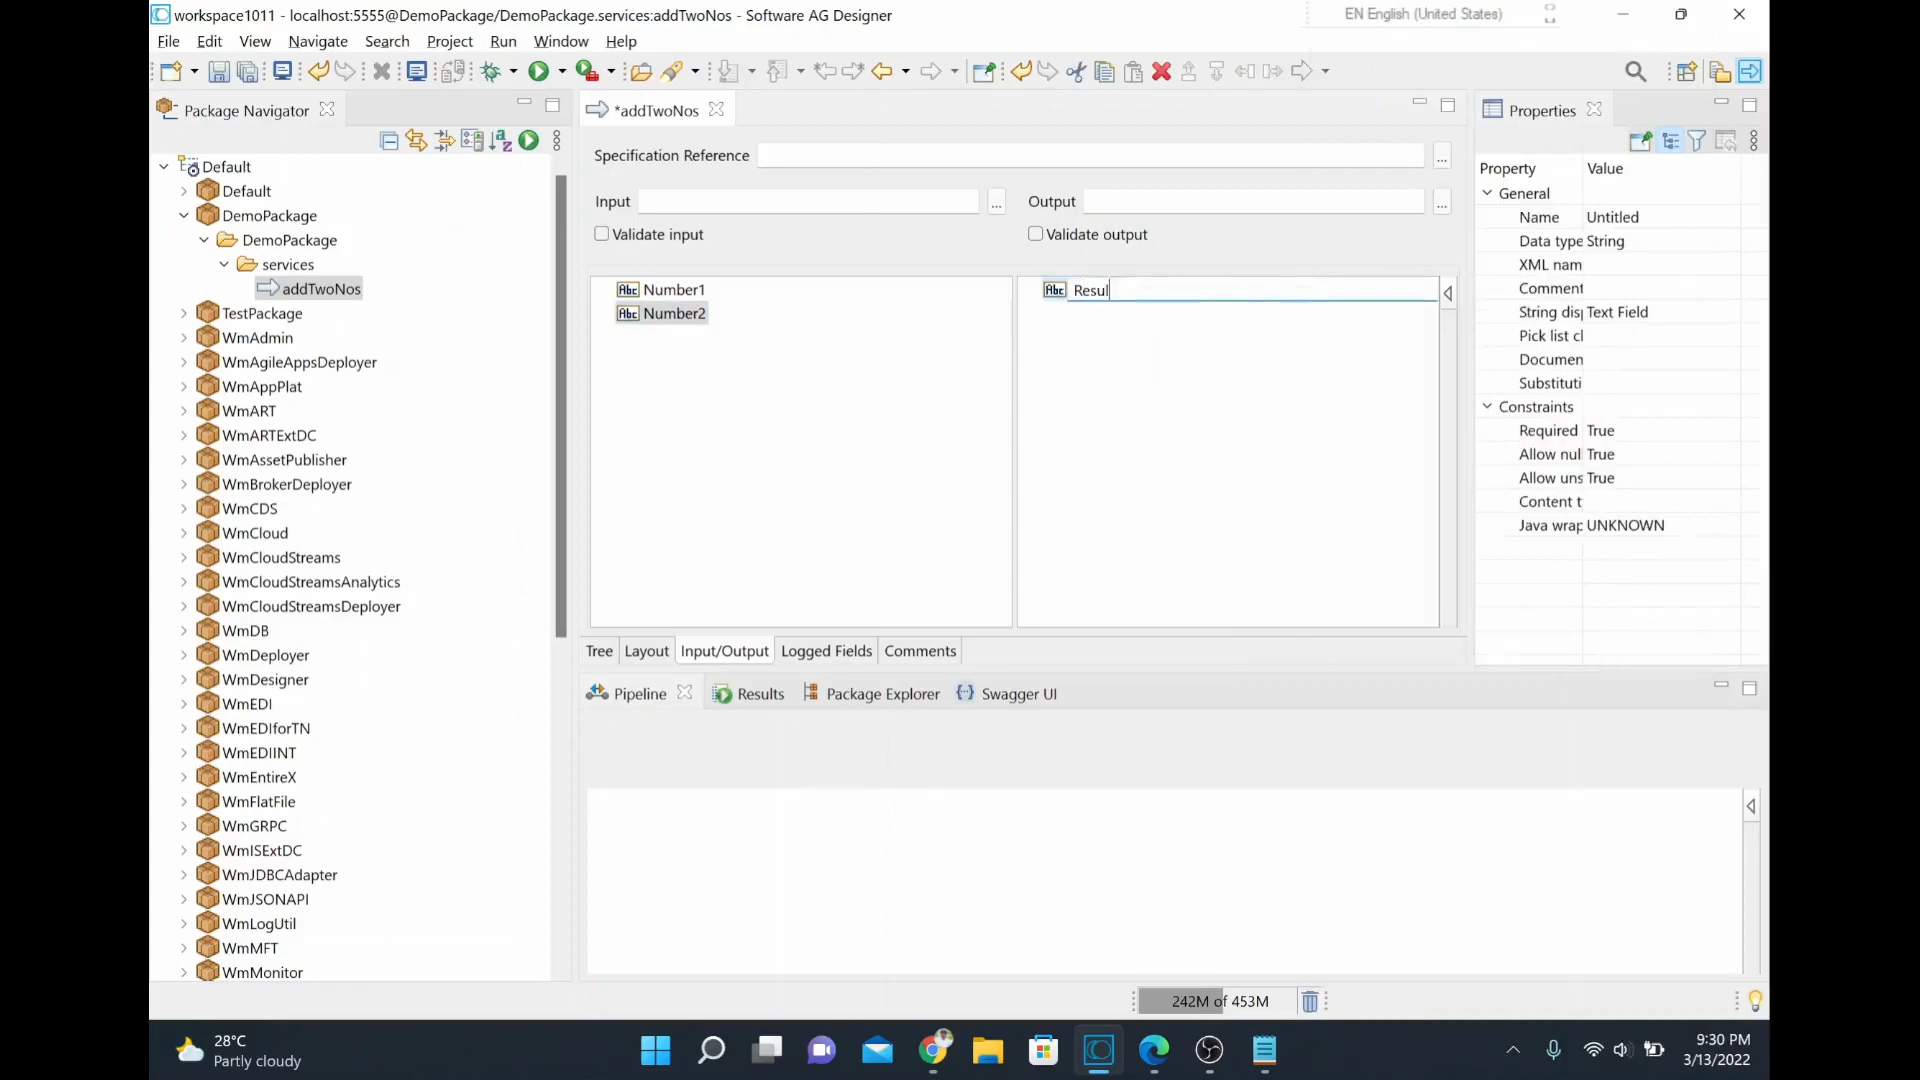 workspace1011 - localhost:5555@DemoPackage/DemoPackage.services:addTwoNos - Software AG Designer
EN English (United States)
File Edit View Navigate Search Project Run Window Help
Package Navigator
Default
Default
DemoPackage
DemoPackage
services
addTwoNos
TestPackage
WmAdmin
WmAgileAppsDeployer
WmAppPlat
WmART
WmARTExtDC
WmAssetPublisher
WmBrokerDeployer
WmCDS
WmCloud
WmCloudStreams
WmCloudStreamsAnalytics
WmCloudStreamsDeployer
WmDB
WmDeployer
WmDesigner
WmEDI
WmEDIforTN
WmEDIINT
WmEntireX
WmFlatFile
WmGRPC
WmISExtDC
WmJDBCAdapter
WmJSONAPI
WmLogUtil
WmMFT
WmMonitor
*addTwoNos
Specification Reference ...
Input ... Output ...
Validate input Validate output
Abc Number1
Abc Number2
Abc Resul
Tree Layout Input/Output Logged Fields Comments
Pipeline Results Package Explorer Swagger UI
Properties
Property Value
General
Name Untitled
Data type String
XML nam
Comment
String disp Text Field
Pick list cl
Documen
Substituti
Constraints
Required True
Allow nul True
Allow uns True
Content t
Java wrap UNKNOWN
242M of 453M
28°C
Partly cloudy
9:30 PM
3/13/2022